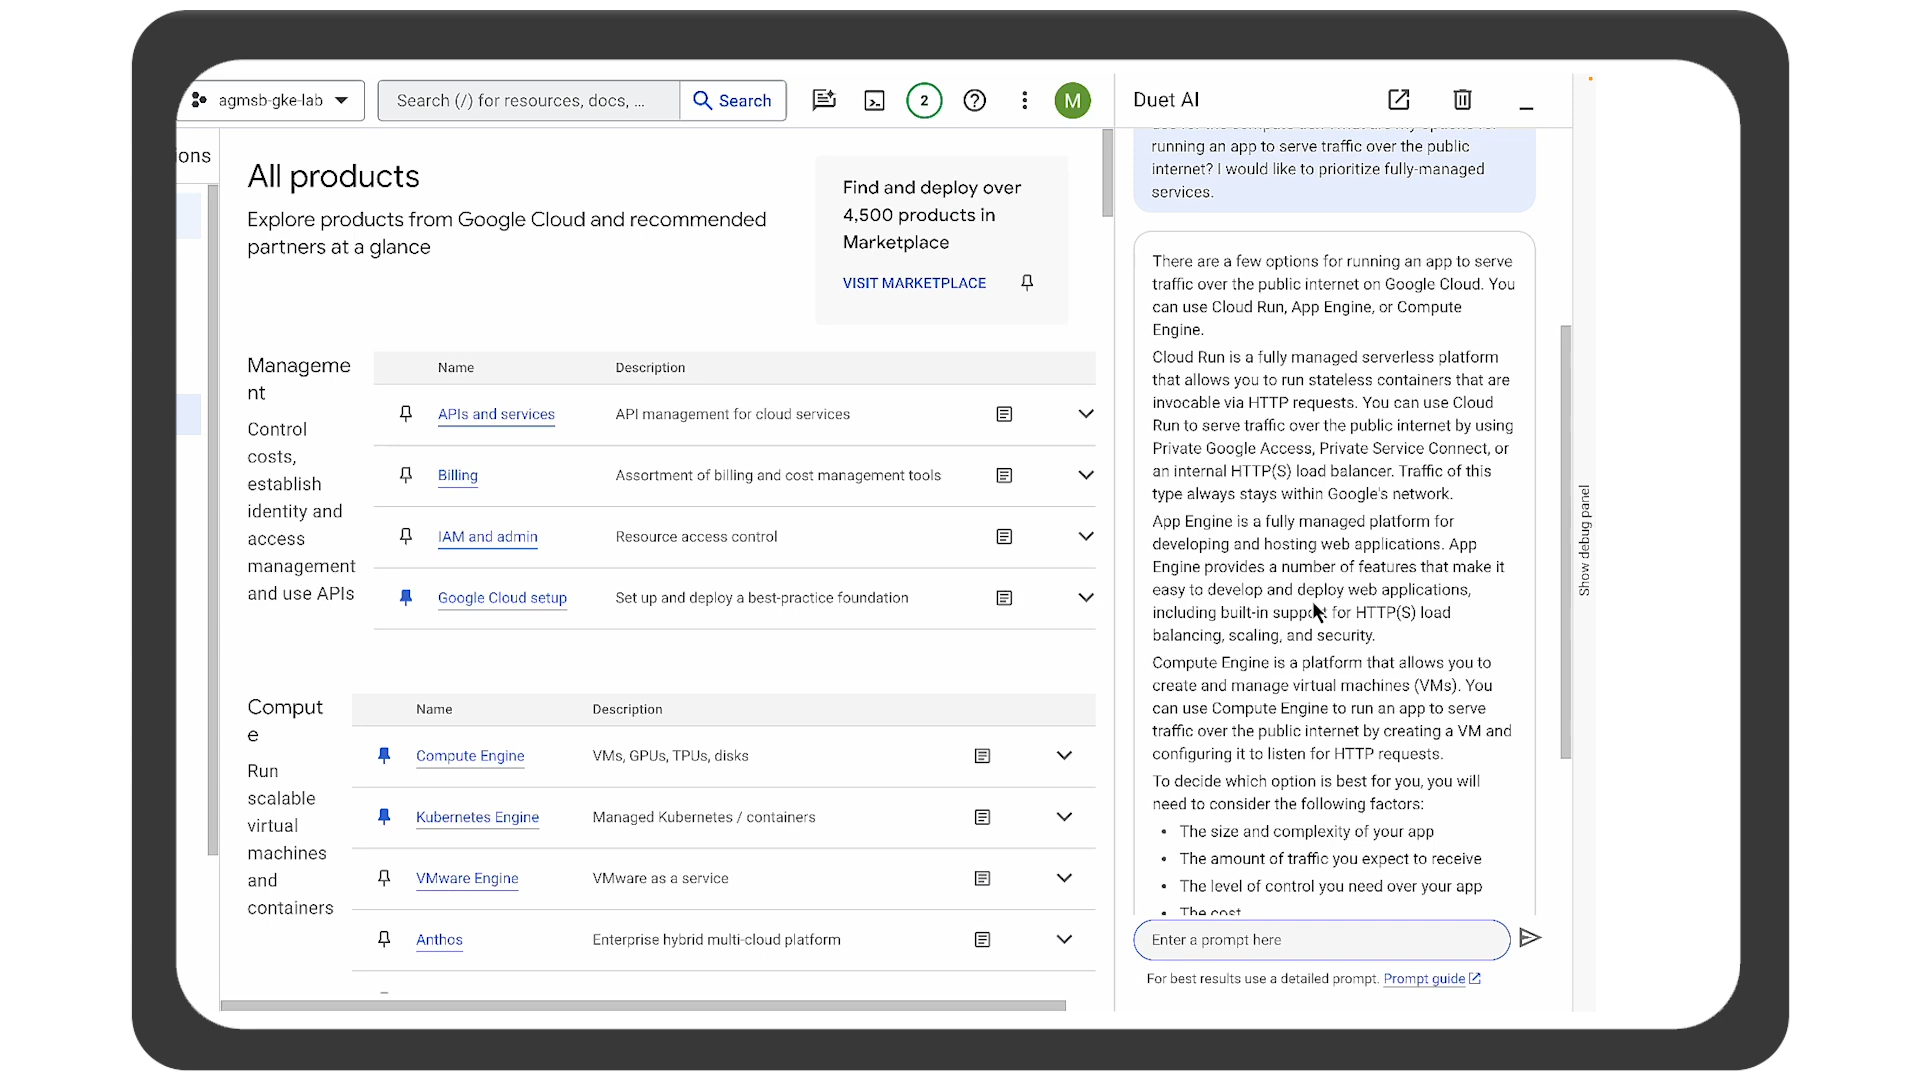 agmsb-gke-lab
Search (/) for resources, docs, ...
Search
2
M
ions
All products
Explore products from Google Cloud and recommended
partners at a glance
Find and deploy over
4,500 products in
Marketplace
VISIT MARKETPLACE
Manageme
nt
Control
costs,
establish
identity and
access
management
and use APIs
Name Description
APIs and services API management for cloud services
Billing Assortment of billing and cost management tools
IAM and admin Resource access control
Google Cloud setup Set up and deploy a best-practice foundation
Comput
e
Run
scalable
virtual
machines
and
containers
Name Description
Compute Engine VMs, GPUs, TPUs, disks
Kubernetes Engine Managed Kubernetes / containers
VMware Engine VMware as a service
Anthos Enterprise hybrid multi-cloud platform
Duet AI
running an app to serve traffic over the public
internet? I would like to prioritize fully-managed
services.
There are a few options for running an app to serve
traffic over the public internet on Google Cloud. You
can use Cloud Run, App Engine, or Compute
Engine.
Cloud Run is a fully managed serverless platform
that allows you to run stateless containers that are
invocable via HTTP requests. You can use Cloud
Run to serve traffic over the public internet by using
Private Google Access, Private Service Connect, or
an internal HTTP(S) load balancer. Traffic of this
type always stays within Google's network.
App Engine is a fully managed platform for
developing and hosting web applications. App
Engine provides a number of features that make it
easy to develop and deploy web applications,
including built-in support for HTTP(S) load
balancing, scaling, and security.
Compute Engine is a platform that allows you to
create and manage virtual machines (VMs). You
can use Compute Engine to run an app to serve
traffic over the public internet by creating a VM and
configuring it to listen for HTTP requests.
To decide which option is best for you, you will
need to consider the following factors:
• The size and complexity of your app
• The amount of traffic you expect to receive
• The level of control you need over your app
• The cost
Enter a prompt here
For best results use a detailed prompt. Prompt guide
Show debug panel